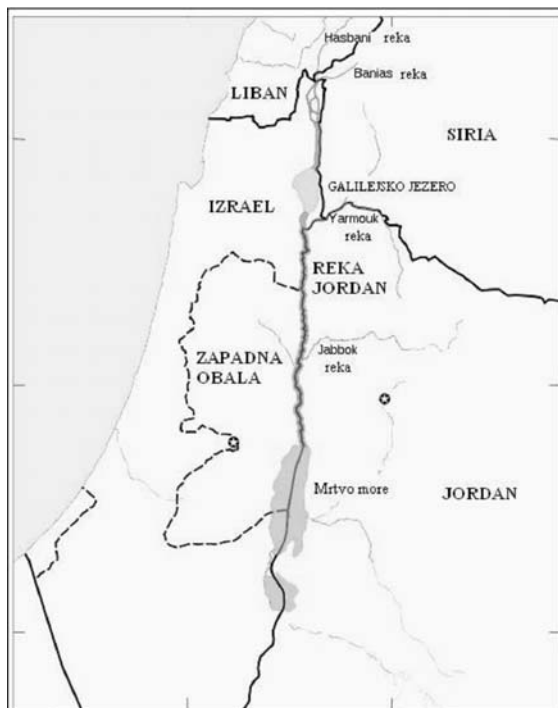 Hasbani reka
Banias reka
LIBAN
SIRIA
GALILEJSKO JEZERO
IZRAEL
Yarmouk
reka
REKA
JORDAN
Jabbok
reka
ZAPADNA
OBALA
Mrtvo more
JORDAN